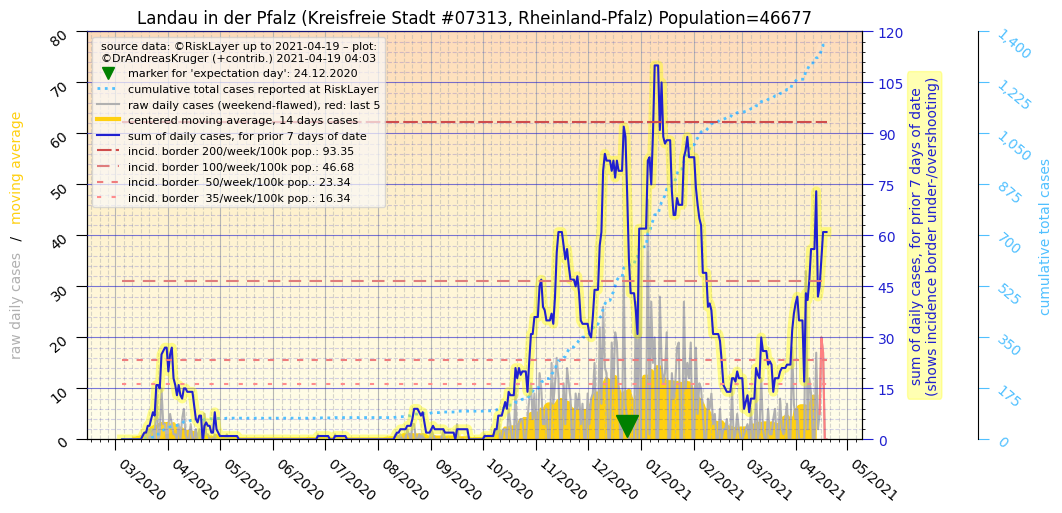 Landau in der Pfalz (Kreisfreie Stadt #07313, Rheinland-Pfalz) Population=46677
source data: ©RiskLayer up to 2021-04-19 – plot:
©DrAndreasKruger (+contrib.) 2021-04-19 04:03
marker for 'expectation day': 24.12.2020
cumulative total cases reported at RiskLayer
raw daily cases (weekend-flawed), red: last 5
centered moving average, 14 days cases
sum of daily cases, for prior 7 days of date
incid. border 200/week/100k pop.: 93.35
incid. border 100/week/100k pop.: 46.68
incid. border  50/week/100k pop.: 23.34
incid. border  35/week/100k pop.: 16.34
raw daily cases / moving average
80
70
60
50
40
30
20
10
0
03/2020
04/2020
05/2020
06/2020
07/2020
08/2020
09/2020
10/2020
11/2020
12/2020
01/2021
02/2021
03/2021
04/2021
05/2021
120
105
90
75
60
45
30
15
0
sum of daily cases, for prior 7 days of date
(shows incidence border under-/overshooting)
1,400
1,225
1,050
875
700
525
350
175
0
cumulative total cases